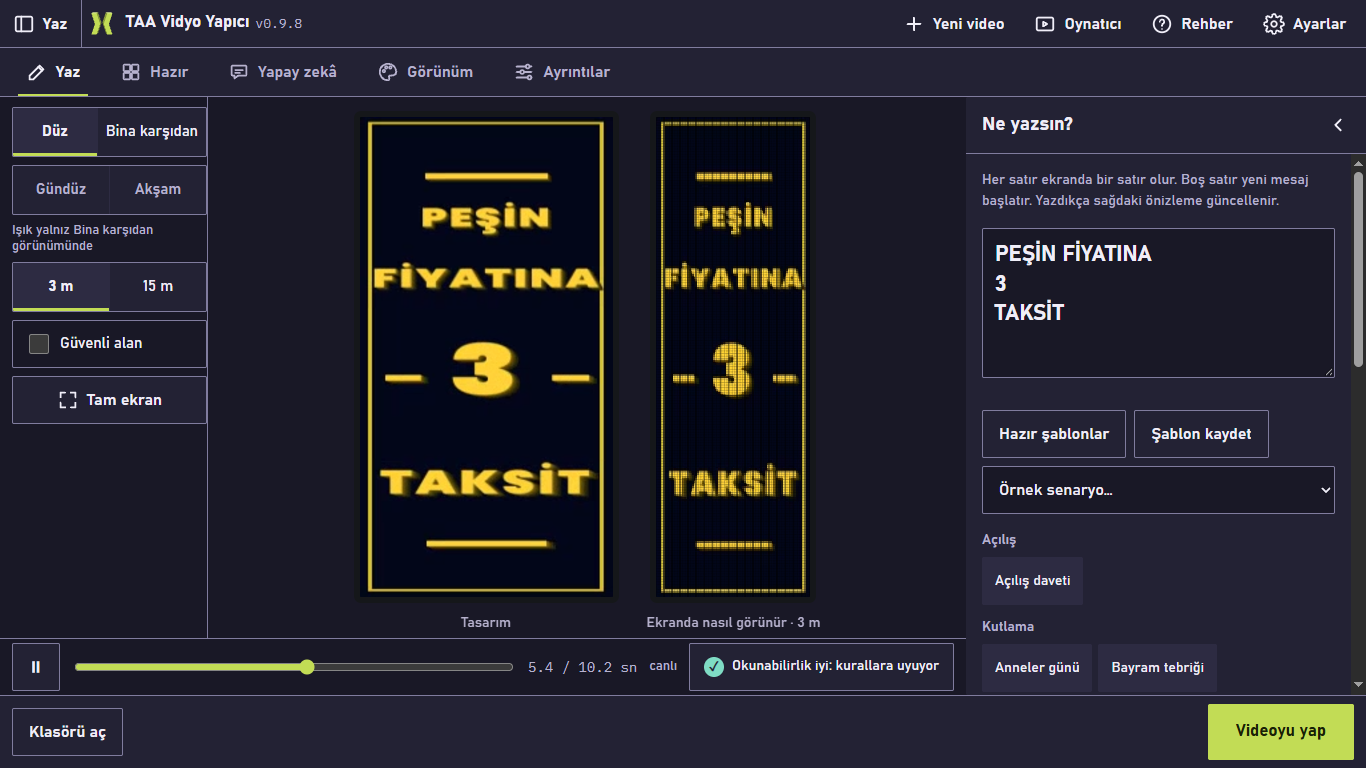 Yaz
TAA Vidyo Yapıcı v0.9.8
Yeni video
Oynatıcı
Rehber
Ayarlar
Yaz
Hazır
Yapay zekâ
Görünüm
Ayrıntılar
Düz
Bina karşıdan
Gündüz
Akşam
Işık yalnız Bina karşıdan
görünümünde
3 m
15 m
Güvenli alan
Tam ekran
PEŞİN
FİYATINA
3
TAKSİT
Tasarım
PEŞİN
FİYATINA
3
TAKSİT
Ekranda nasıl görünür · 3 m
5.4 / 10.2 sn
canlı
Okunabilirlik iyi: kurallara uyuyor
Ne yazsın?
Her satır ekranda bir satır olur. Boş satır yeni mesaj
başlatır. Yazdıkça sağdaki önizleme güncellenir.
PEŞİN FİYATINA
3
TAKSİT
Hazır şablonlar
Şablon kaydet
Örnek senaryo...
Açılış
Açılış daveti
Kutlama
Anneler günü
Bayram tebriği
Klasörü aç
Videoyu yap